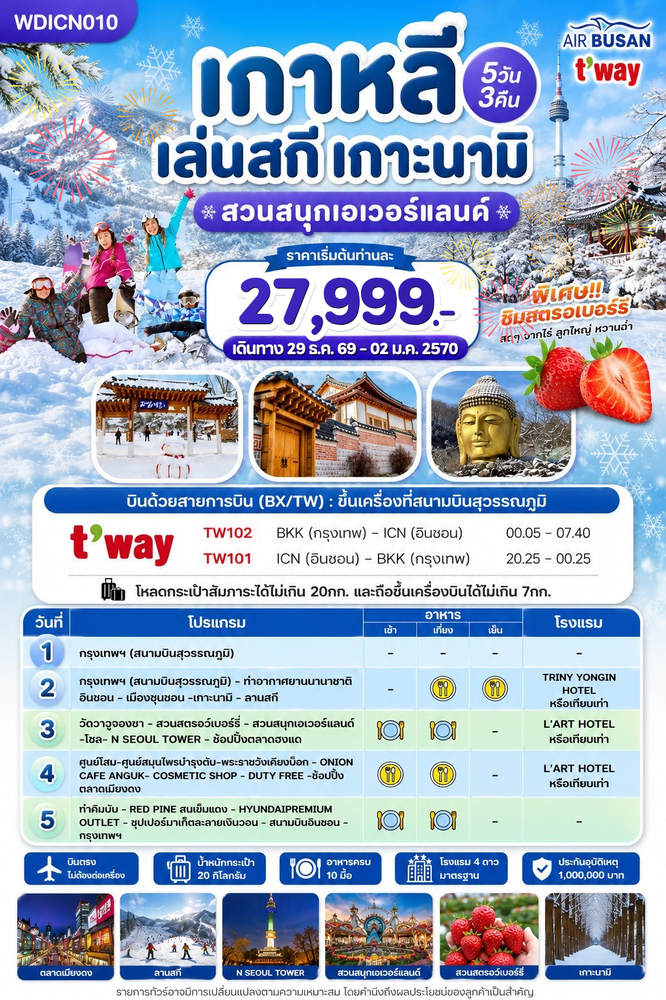 WDICN010
AIR BUSAN
t'way
เกาหลี
5วัน
3คืน
เล่นสกี เกาะนามิ
สวนสนุกเอเวอร์แลนด์
ราคาเริ่มต้นท่านละ
27,999.-
เดินทาง 29 ธ.ค. 69 - 02 ม.ค. 2570
พิเศษ!!
ชิมสตรอเบอร์รี่
สดๆ จากไร่ ลูกใหญ่ หวานฉ่ำ
บินด้วยสายการบิน (BX/TW) : ขึ้นเครื่องที่สนามบินสุวรรณภูมิ
t'way
TW102 BKK (กรุงเทพ) - ICN (อินชอน) 00.05 - 07.40
TW101 ICN (อินชอน) - BKK (กรุงเทพ) 20.25 - 00.25
โหลดกระเป๋าสัมภาระได้ไม่เกิน 20กก. และถือขึ้นเครื่องบินได้ไม่เกิน 7กก.
วันที่ โปรแกรม อาหาร โรงแรม
เช้า เที่ยง เย็น
1 กรุงเทพฯ (สนามบินสุวรรณภูมิ) - - - -
2 กรุงเทพฯ (สนามบินสุวรรณภูมิ) - ท่าอากาศยานนานาชาติ
อินชอน - เมืองชุนชอน -เกาะนามิ - ลานสกี -
TRINY YONGIN
HOTEL
หรือเทียบเท่า
3 วัดวาจูจองซา - สวนสตรอว์เบอร์รี่ - สวนสนุกเอเวอร์แลนด์
-โซล- N SEOUL TOWER - ช้อปปิ้งตลาดฮงแด -
L'ART HOTEL
หรือเทียบเท่า
4 ศูนย์โสม-ศูนย์สมุนไพรบำรุงตับ-พระราชวังเคียงบ็อก - ONION
CAFE ANGUK- COSMETIC SHOP - DUTY FREE -ช้อปปิ้ง
ตลาดเมียงดง -
L'ART HOTEL
หรือเทียบเท่า
5 ทำคิมบับ - RED PINE สนเข็มแดง - HYUNDAIPREMIUM
OUTLET - ซุปเปอร์มาเก็ตละลายเงินวอน - สนามบินอินชอน -
กรุงเทพฯ - -
บินตรง
ไม่ต้องต่อเครื่อง
น้ำหนักกระเป๋า
20 กิโลกรัม
อาหารครบ
10 มื้อ
โรงแรม 4 ดาว
มาตรฐาน
ประกันอุบัติเหตุ
1,000,000 บาท
ตลาดเมียงดง
ลานสกี
N SEOUL TOWER
สวนสนุกเอเวอร์แลนด์
สวนสตรอว์เบอร์รี่
เกาะนามิ
รายการทัวร์อาจมีการเปลี่ยนแปลงตามความเหมาะสม โดยคำนึงถึงผลประโยชน์ของลูกค้าเป็นสำคัญ